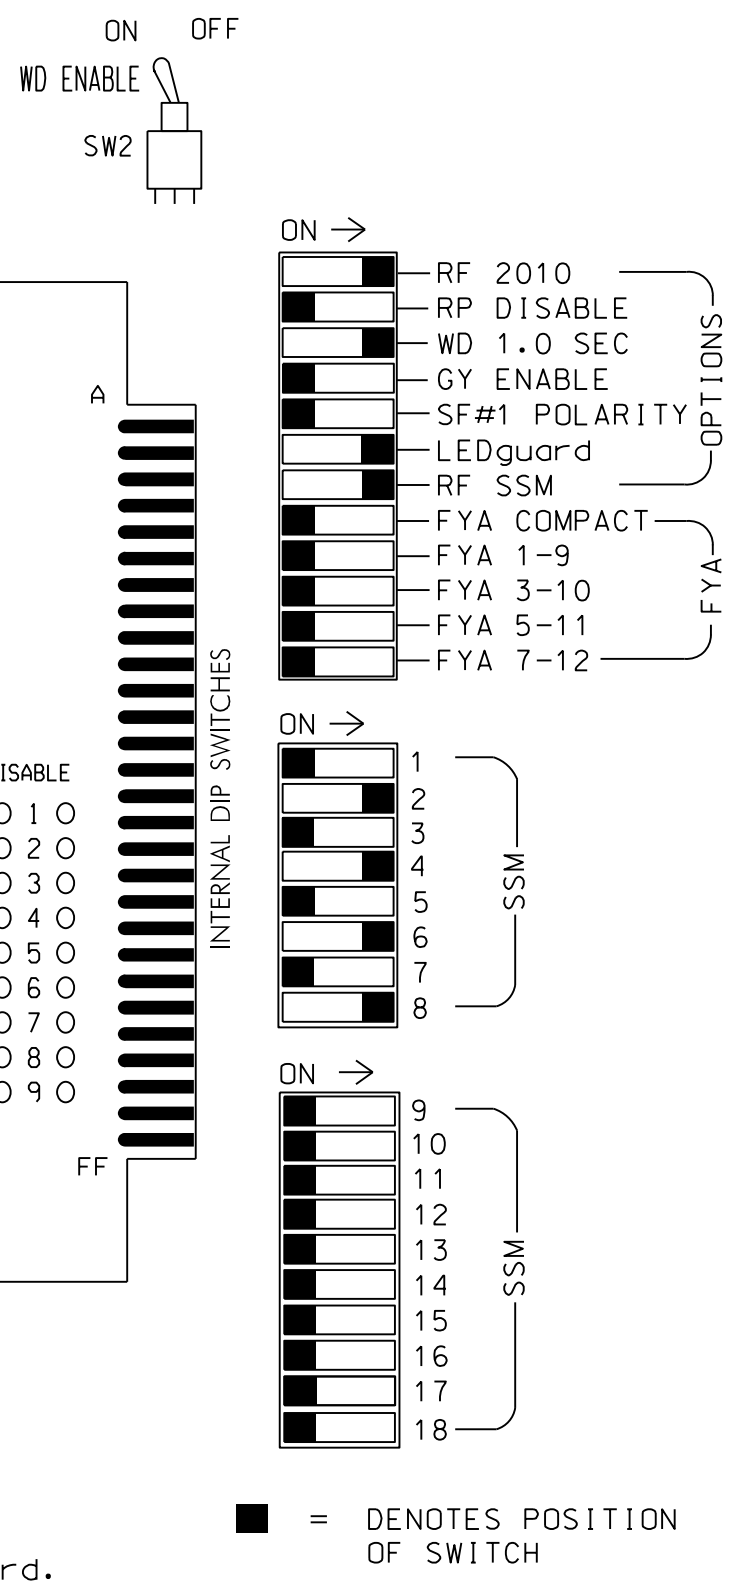 ON OFF
WD ENABLE
SW2
ON
RF 2010
RP DISABLE
WD 1.0 SEC
GY ENABLE
SF#1 POLARITY
LEDguard
RF SSM
OPTIONS
FYA COMPACT
FYA 1-9
FYA 3-10
FYA 5-11
FYA 7-12
FYA
A
FF
INTERNAL DIP SWITCHES
ISABLE
1
2
3
4
5
6
7
8
9
ON
1
2
3
4
5
6
7
8
SSM
ON
9
10
11
12
13
14
15
16
17
18
SSM
= DENOTES POSITION
OF SWITCH
rd.